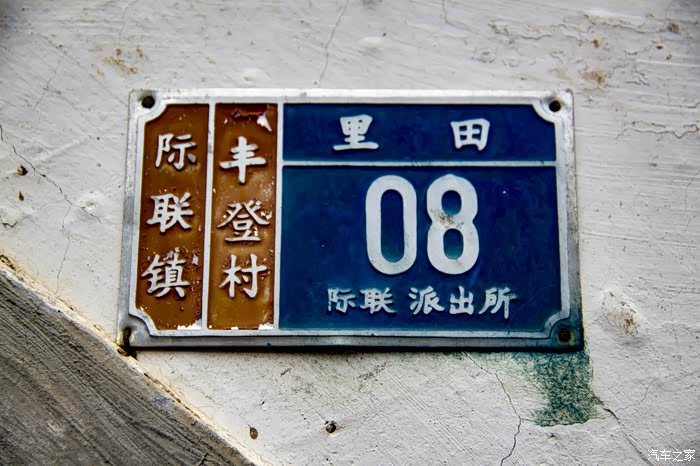 际联镇
丰登村
里田
08
际联 派出所
汽车之家